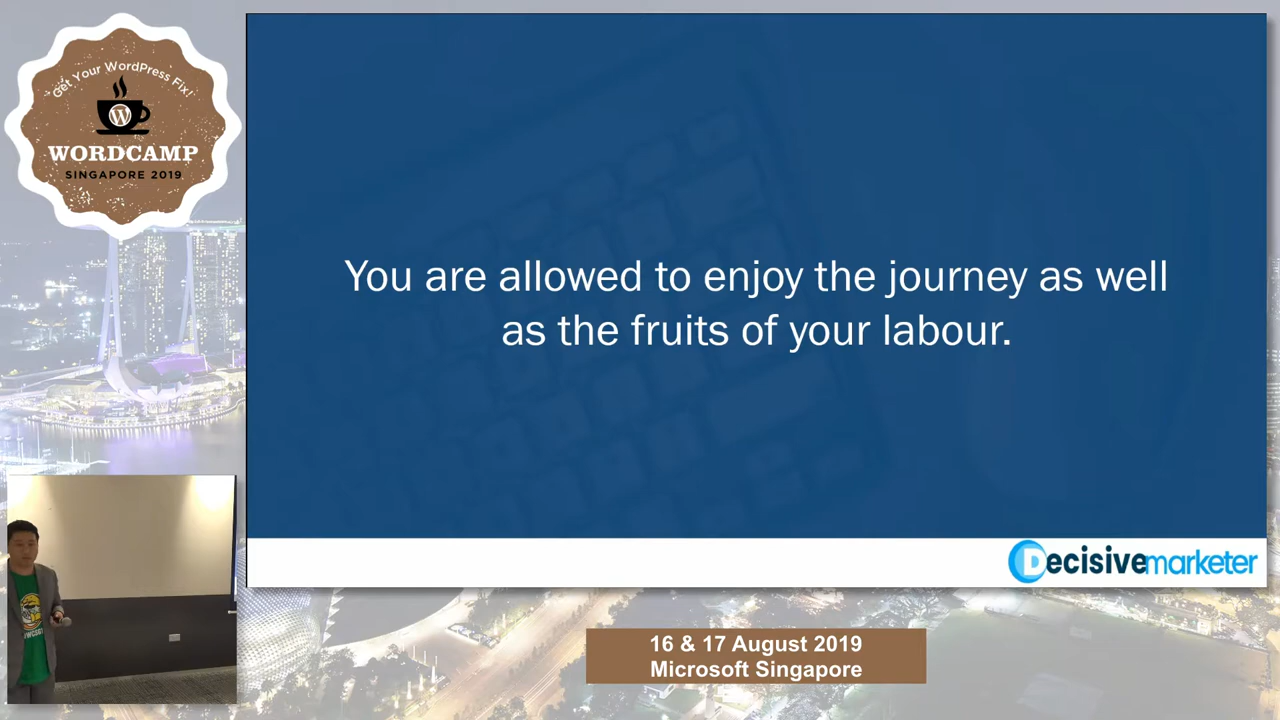 Get Your WordPress Fix!
W
WORDCAMP
SINGAPORE 2019
You are allowed to enjoy the journey as well
as the fruits of your labour.
Decisivemarketer
16 & 17 August 2019
Microsoft Singapore